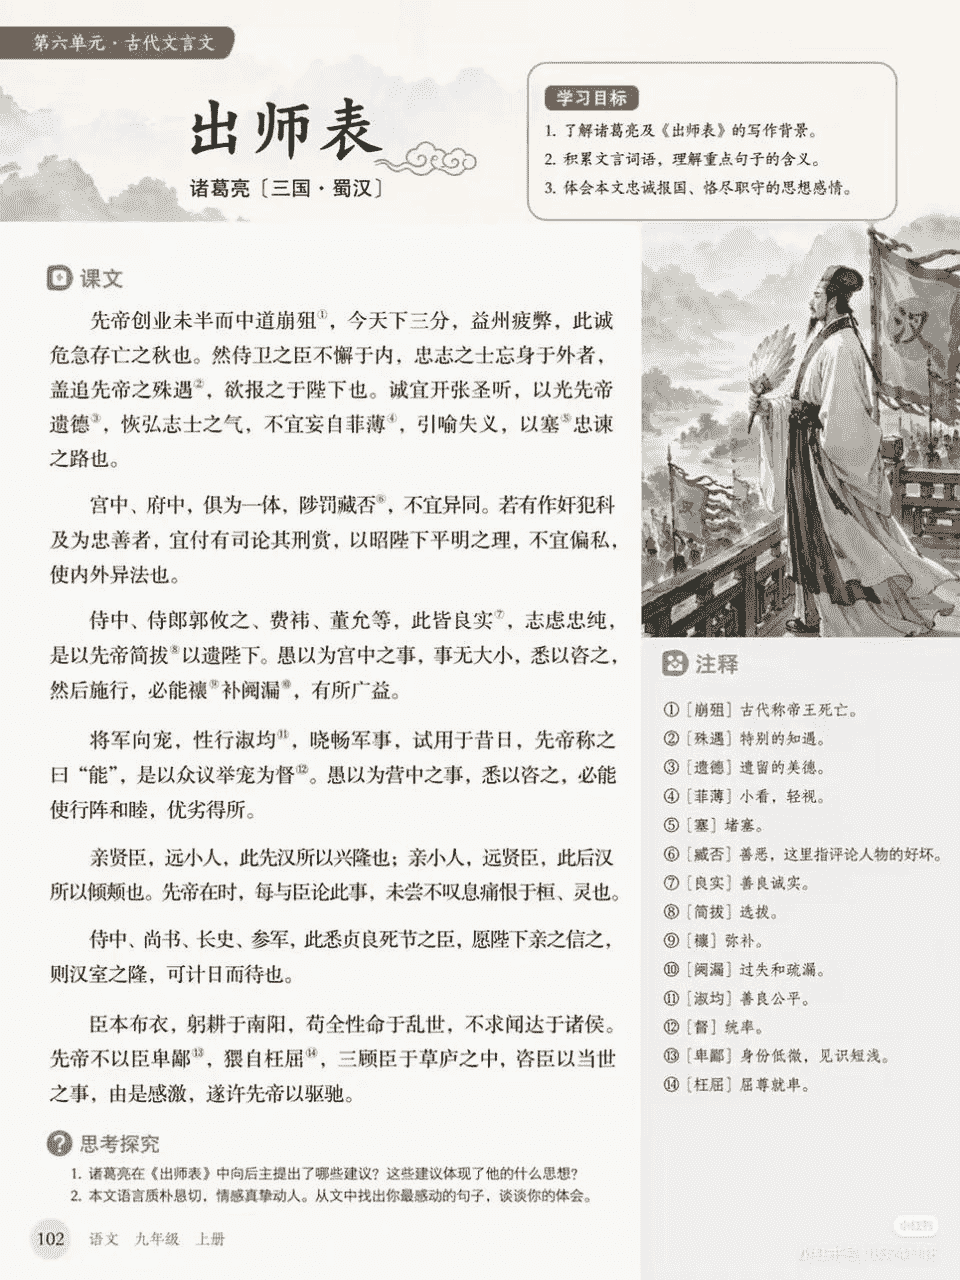 第六单元·古代文言文
出师表
诸葛亮〔三国·蜀汉〕
学习目标
1. 了解诸葛亮及《出师表》的写作背景。
2. 积累文言词语，理解重点句子的含义。
3. 体会本文忠诚报国、恪尽职守的思想感情。
课文
先帝创业未半而中道崩殂①，今天下三分，益州疲弊，此诚
危急存亡之秋也。然侍卫之臣不懈于内，忠志之士忘身于外者，
盖追先帝之殊遇②，欲报之于陛下也。诚宜开张圣听，以光先帝
遗德③，恢弘志士之气，不宜妄自菲薄④，引喻失义，以塞⑤忠谏
之路也。
宫中、府中，俱为一体，陟罚藏否⑥，不宜异同。若有作奸犯科
及为忠善者，宜付有司论其刑赏，以昭陛下平明之理，不宜偏私，
使内外异法也。
侍中、侍郎郭攸之、费祎、董允等，此皆良实⑦，志虑忠纯，
是以先帝简拔⑧以遗陛下。愚以为宫中之事，事无大小，悉以咨之，
然后施行，必能禳⑨补阙漏⑩，有所广益。
将军向宠，性行淑均⑪，晓畅军事，试用于昔日，先帝称之
曰“能”，是以众议举宠为督⑫。愚以为营中之事，悉以咨之，必能
使行阵和睦，优劣得所。
亲贤臣，远小人，此先汉所以兴隆也；亲小人，远贤臣，此后汉
所以倾颓也。先帝在时，每与臣论此事，未尝不叹息痛恨于桓、灵也。
侍中、尚书、长史、参军，此悉贞良死节之臣，愿陛下亲之信之，
则汉室之隆，可计日而待也。
臣本布衣，躬耕于南阳，苟全性命于乱世，不求闻达于诸侯。
先帝不以臣卑鄙⑬，猥自枉屈⑭，三顾臣于草庐之中，咨臣以当世
之事，由是感激，遂许先帝以驱驰。
思考探究
1. 诸葛亮在《出师表》中向后主提出了哪些建议？这些建议体现了他的什么思想？
2. 本文语言质朴恳切，情感真挚动人。从文中找出你最感动的句子，谈谈你的体会。
102 语文 九年级 上册
汉
汉
注释
①［崩殂］古代称帝王死亡。
②［殊遇］特别的知遇。
③［遗德］遗留的美德。
④［菲薄］小看，轻视。
⑤［塞］堵塞。
⑥［臧否］善恶，这里指评论人物的好坏。
⑦［良实］善良诚实。
⑧［简拔］选拔。
⑨［穰］弥补。
⑩［阙漏］过失和疏漏。
⑪［淑均］善良公平。
⑫［督］统率。
⑬［卑鄙］身份低微，见识短浅。
⑭［枉屈］屈尊就卑。
小红书